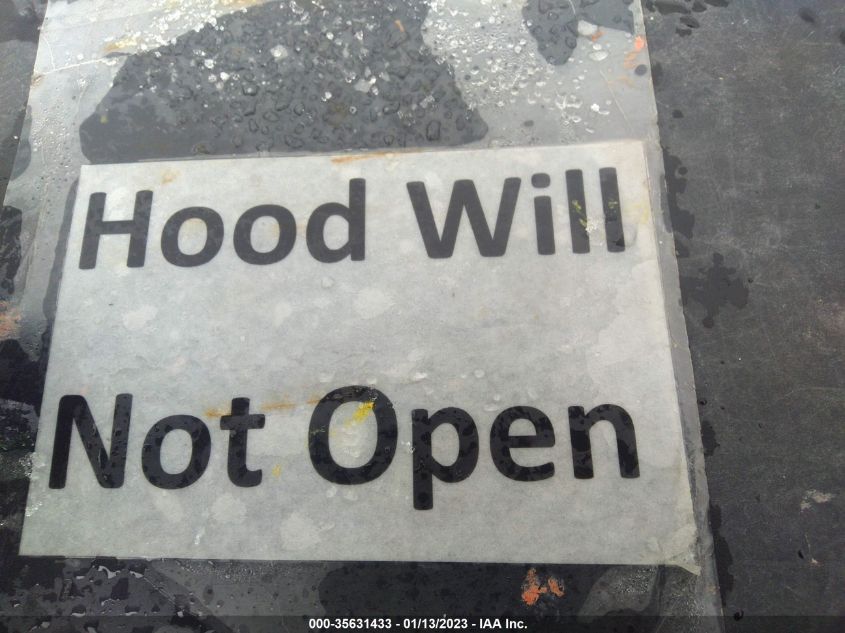 Hood Will
Not Open
000-35631433 - 01/13/2023 - IAA Inc.